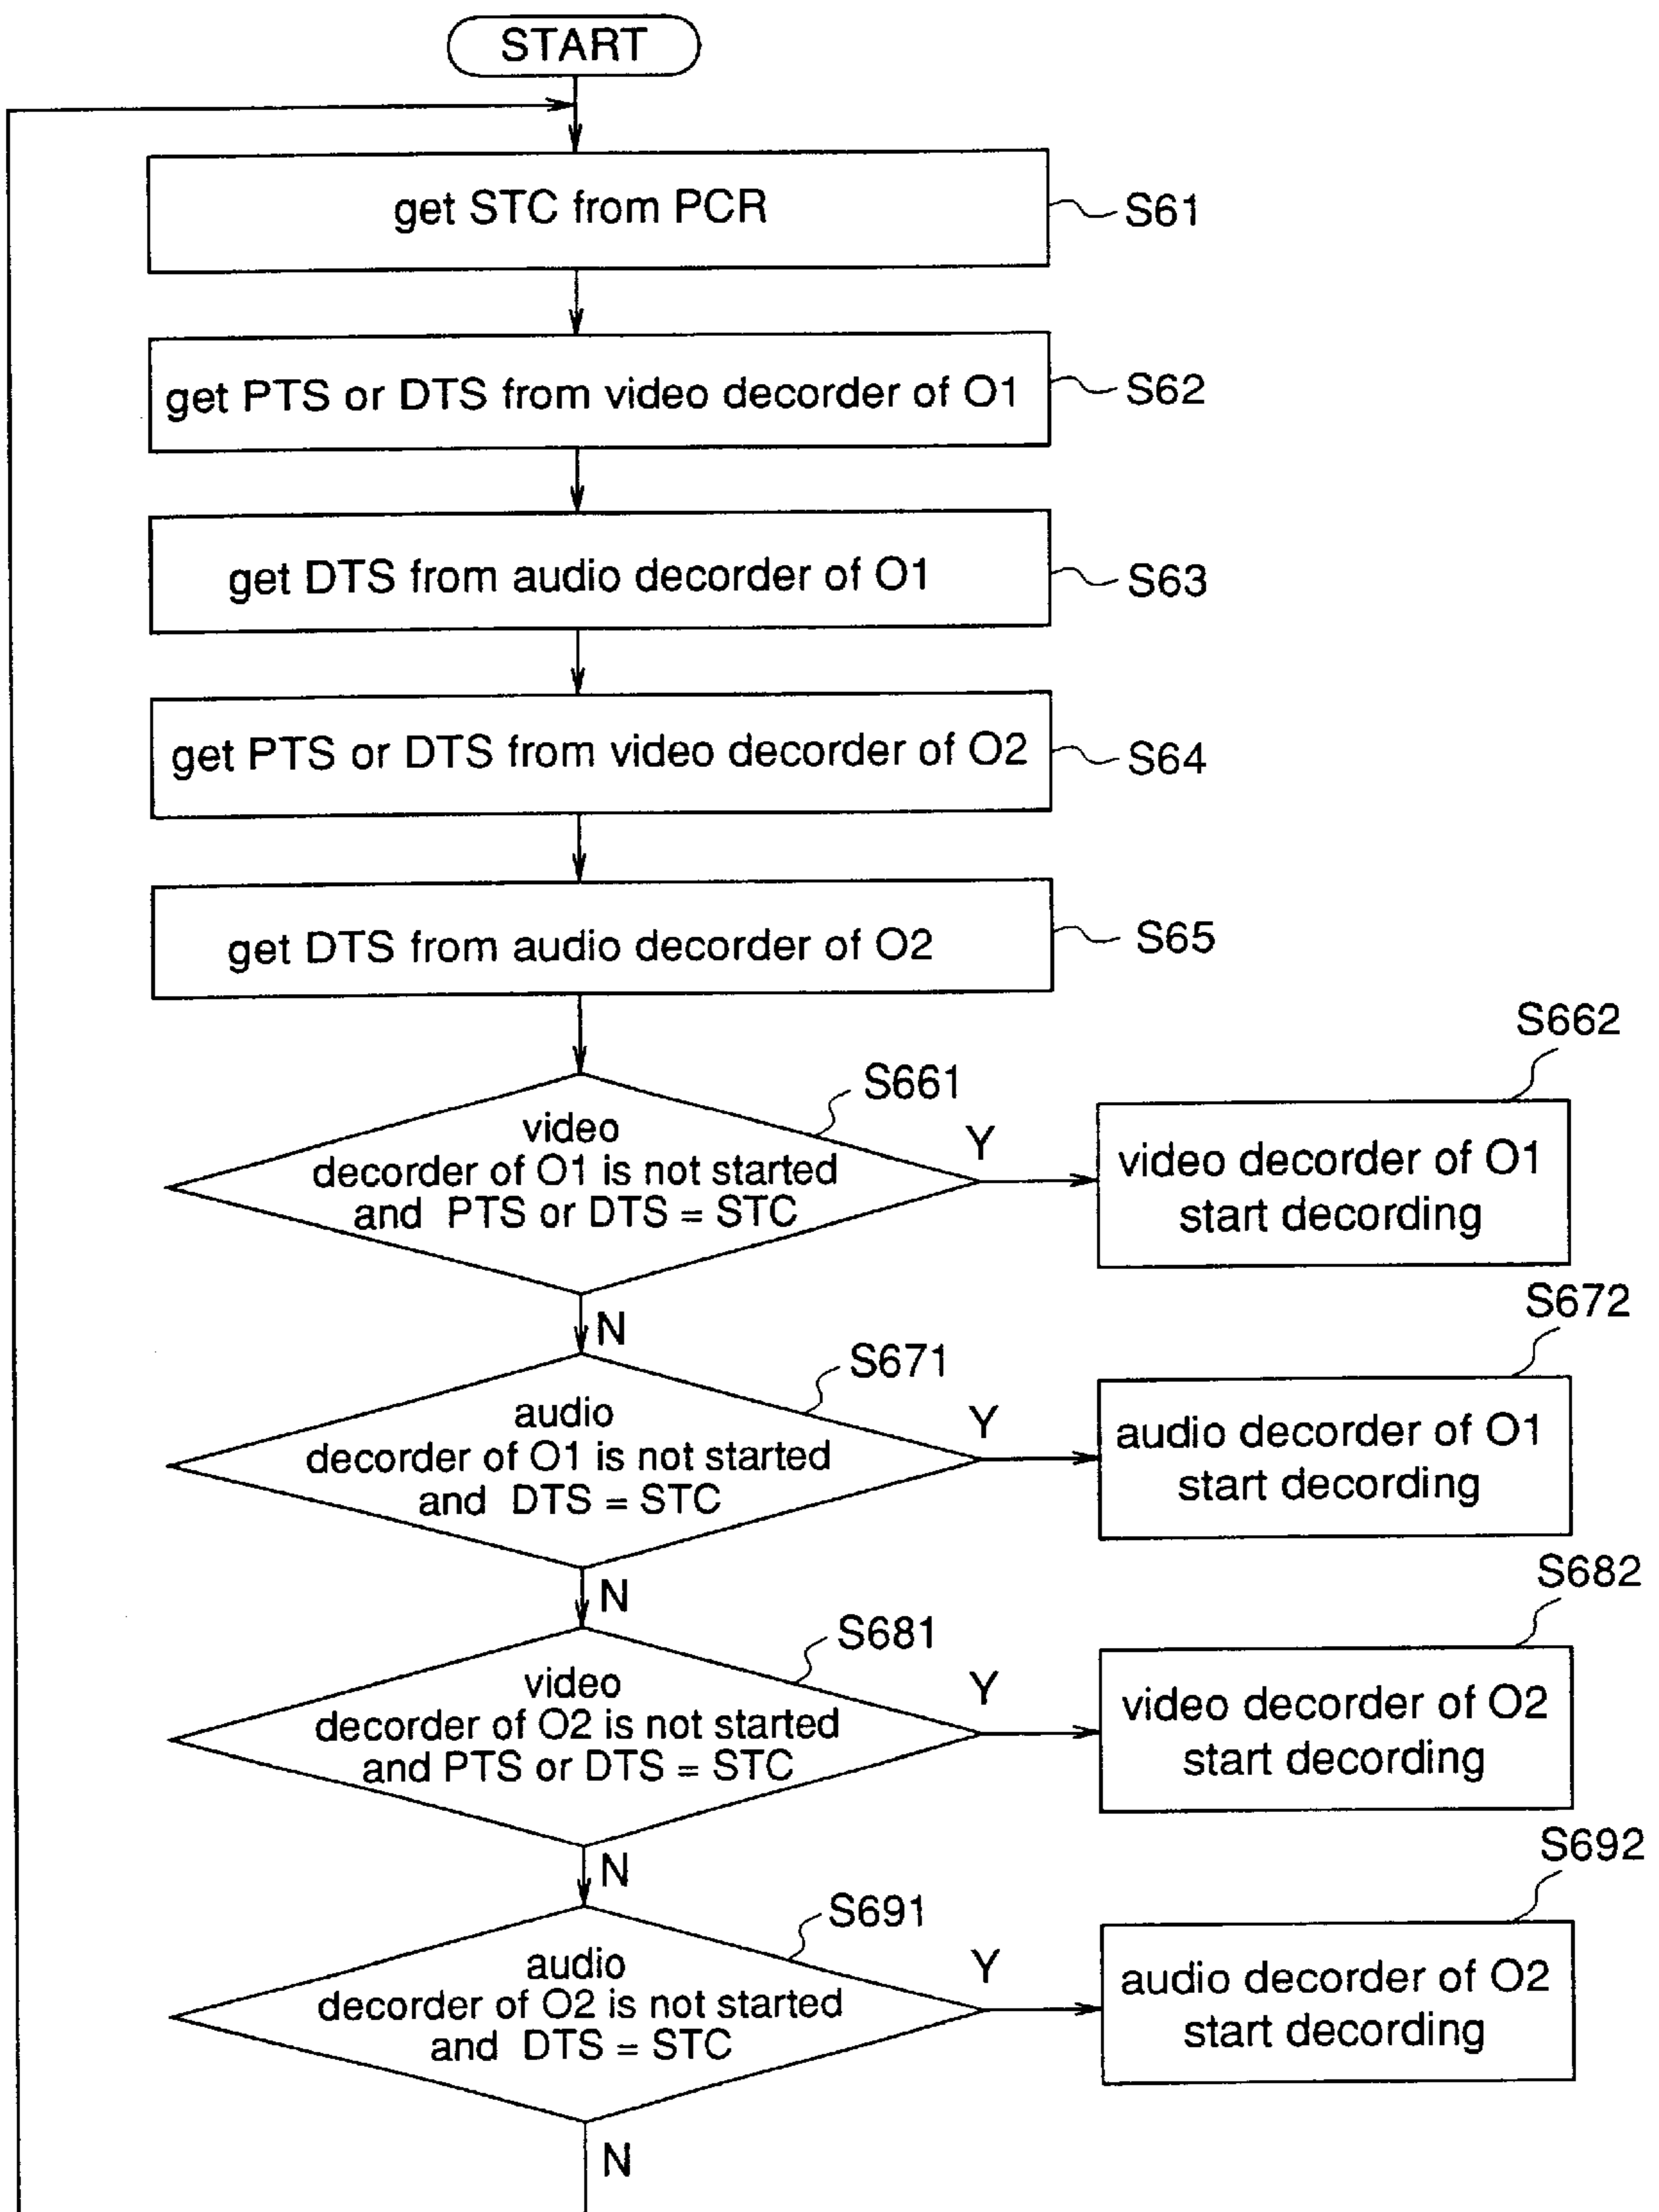 START
get STC from PCR
S61
get PTS or DTS from video decorder of O1
S62
get DTS from audio decorder of O1
S63
get PTS or DTS from video decorder of O2
S64
get DTS from audio decorder of O2
S65
S661
video
decorder of O1 is not started
and PTS or DTS = STC
Y
S662
video decorder of O1
start decording
N
S671
audio
decorder of O1 is not started
and DTS = STC
Y
S672
audio decorder of O1
start decording
N
S681
video
decorder of O2 is not started
and PTS or DTS = STC
Y
S682
video decorder of O2
start decording
N
S691
audio
decorder of O2 is not started
and DTS = STC
Y
S692
audio decorder of O2
start decording
N